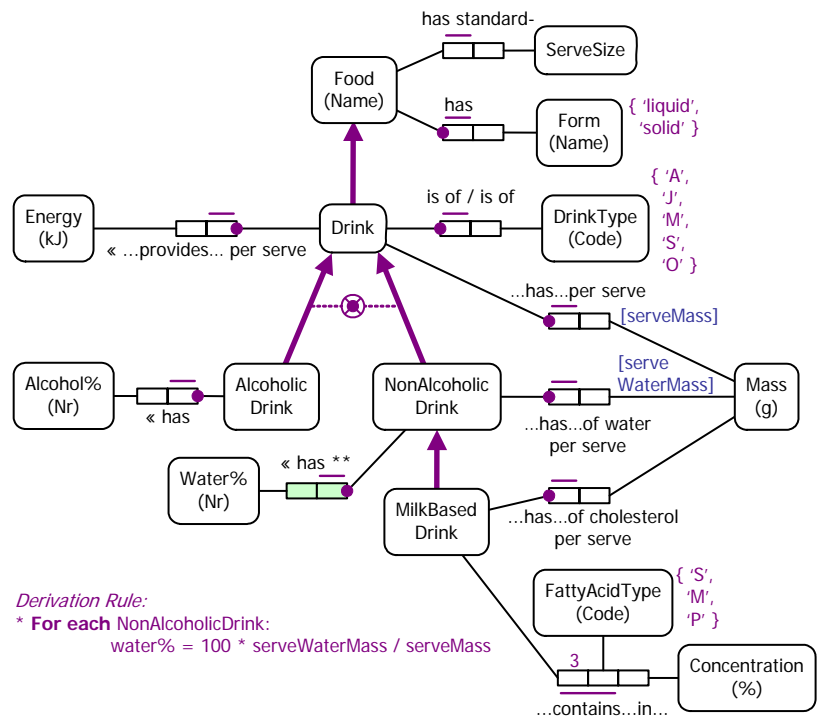 has standard-
ServeSize
Food
(Name)
has
Form
(Name)
{ 'liquid',
'solid' }
Energy
(kJ)
« ...provides... per serve
Drink
is of / is of
DrinkType
(Code)
{ 'A',
'J',
'M',
'S',
'O' }
...has...per serve
[serveMass]
Alcohol%
(Nr)
« has
Alcoholic
Drink
NonAlcoholic
Drink
[serve
WaterMass]
...has...of water
per serve
Mass
(g)
Water%
(Nr)
« has **
MilkBased
Drink
...has...of cholesterol
per serve
FattyAcidType
(Code)
{ 'S',
'M',
'P' }
3
Concentration
(%)
...contains...in...
Derivation Rule:
* For each NonAlcoholicDrink:
water% = 100 * serveWaterMass / serveMass